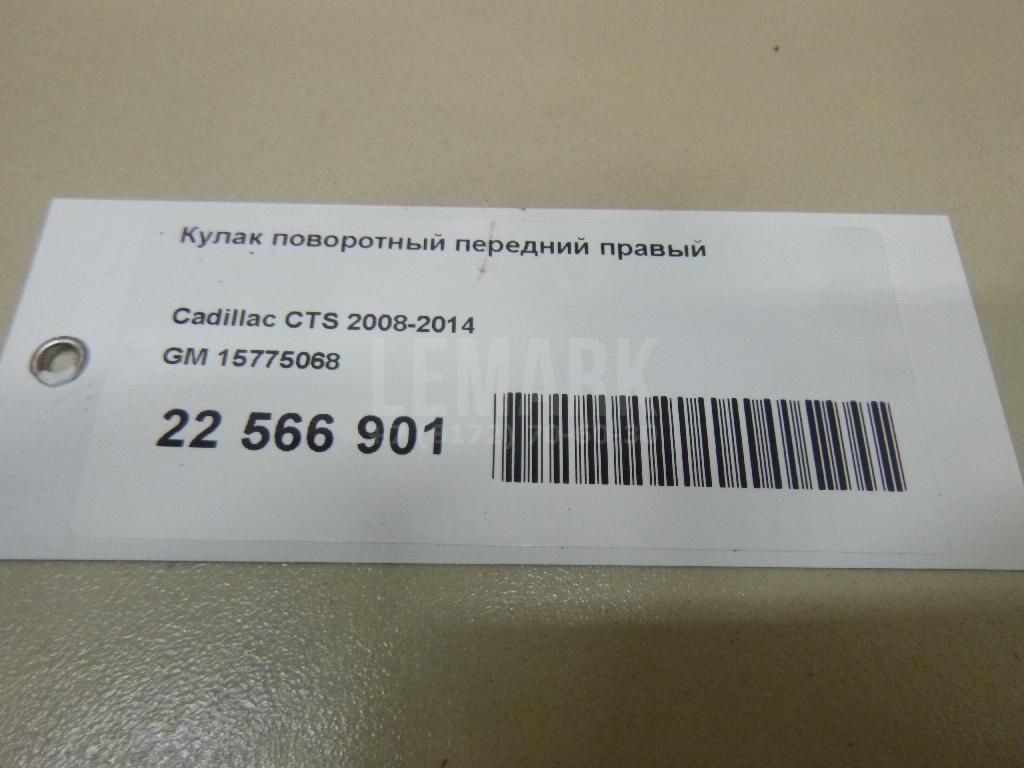 Кулак поворотный передний правый
Cadillac CTS 2008-2014
GM 15775068
LEMARK
22 566 901